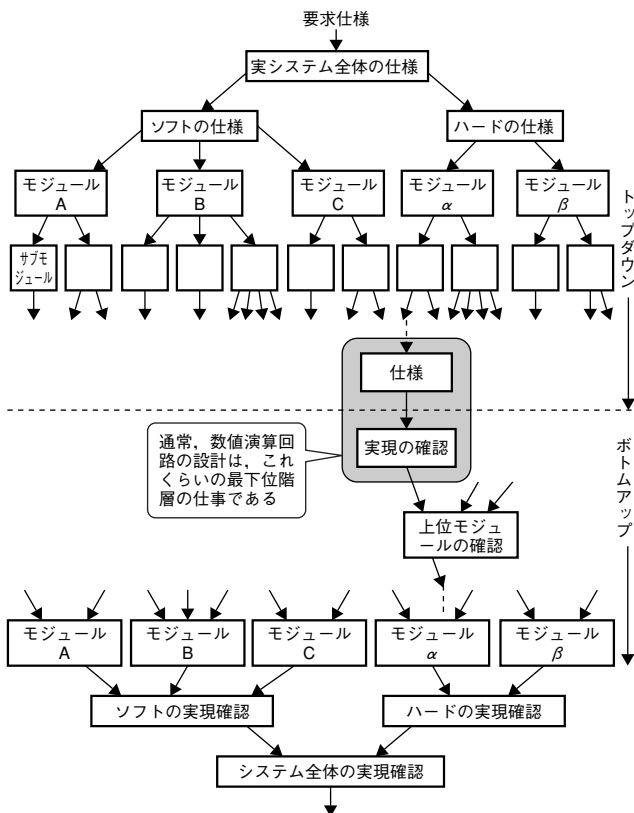 要求仕様
実システム全体の仕様
ソフトの仕様
ハードの仕様
モジュール
A
モジュール
B
モジュール
C
モジュール
α
モジュール
β
サブモ
ジュール
トップダウン
仕様
通常，数値演算回
路の設計は，これ
くらいの最下位階
層の仕事である
実現の確認
ボトムアップ
上位モジュ
ールの確認
モジュール
A
モジュール
B
モジュール
C
モジュール
α
モジュール
β
ソフトの実現確認
ハードの実現確認
システム全体の実現確認